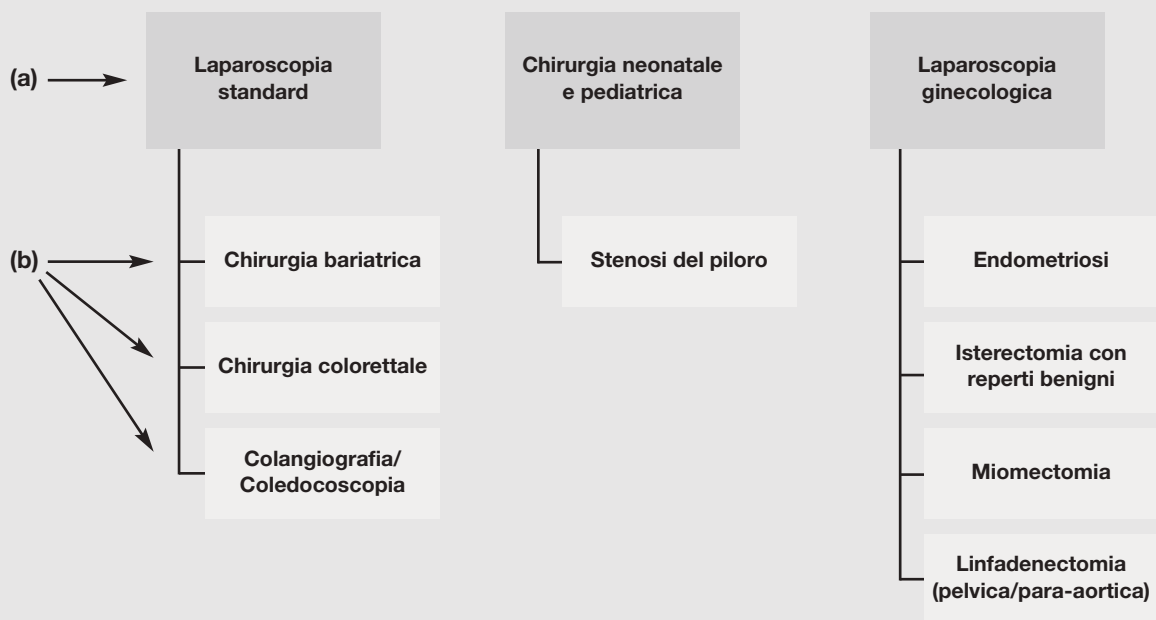 (a)
Laparoscopia
standard
Chirurgia neonatale
e pediatrica
Laparoscopia
ginecologica
(b)
Chirurgia bariatrica
Chirurgia colorettale
Colangiografia/
Coledocoscopia
Stenosi del piloro
Endometriosi
Isterectomia con
reperti benigni
Miomectomia
Linfadenectomia
(pelvica/para-aortica)